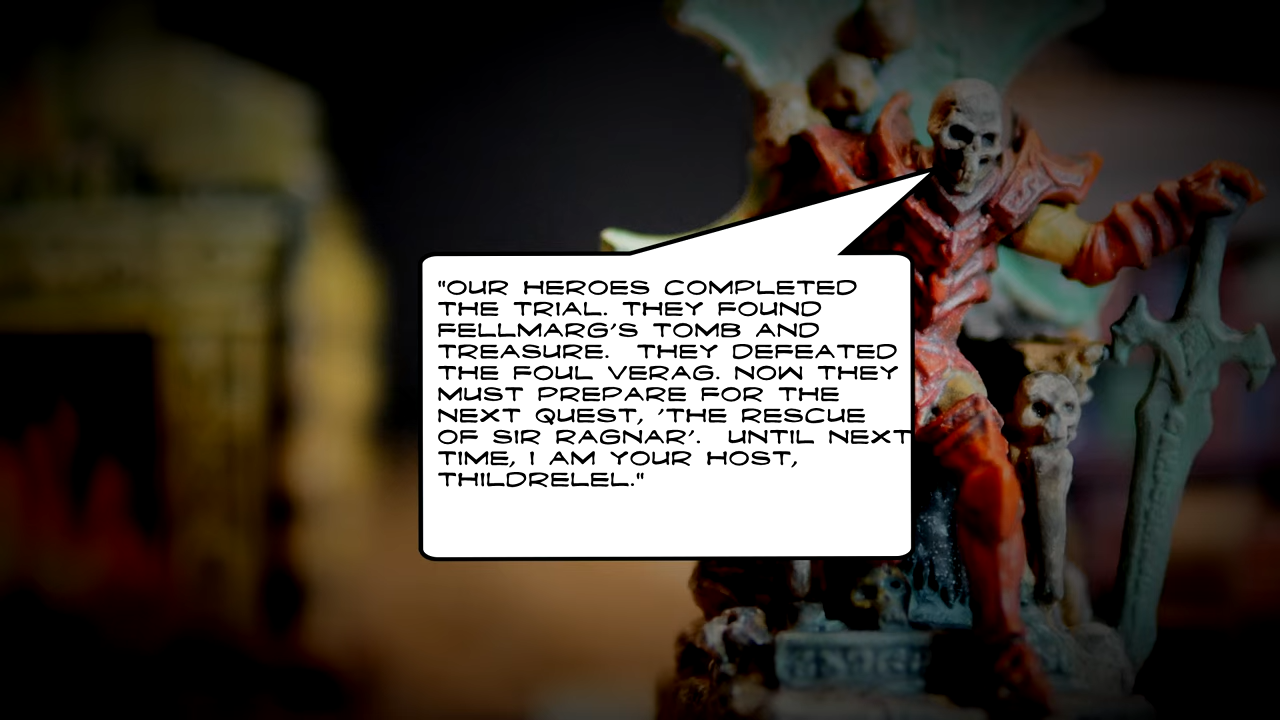 "OUR HEROES COMPLETED
THE TRIAL. THEY FOUND
FELLMARG'S TOMB AND
TREASURE.  THEY DEFEATED
THE FOUL VERAG. NOW THEY
MUST PREPARE FOR THE
NEXT QUEST, 'THE RESCUE
OF SIR RAGNAR'.  UNTIL NEXT
TIME, I AM YOUR HOST,
THILDRELEL."